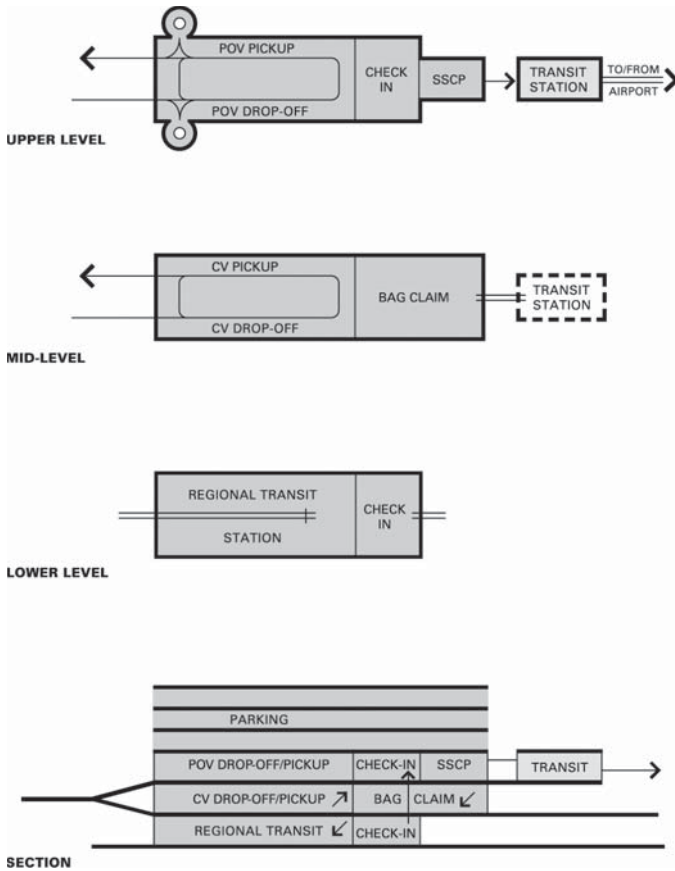 POV PICKUP
CHECK
IN
SSCP
TRANSIT
STATION
TO/FROM
AIRPORT
POV DROP-OFF
UPPER LEVEL
CV PICKUP
BAG CLAIM
TRANSIT
STATION
CV DROP-OFF
MID-LEVEL
REGIONAL TRANSIT
STATION
CHECK
IN
LOWER LEVEL
PARKING
POV DROP-OFF/PICKUP
CHECK-IN
SSCP
TRANSIT
CV DROP-OFF/PICKUP
BAG CLAIM
REGIONAL TRANSIT
CHECK-IN
SECTION